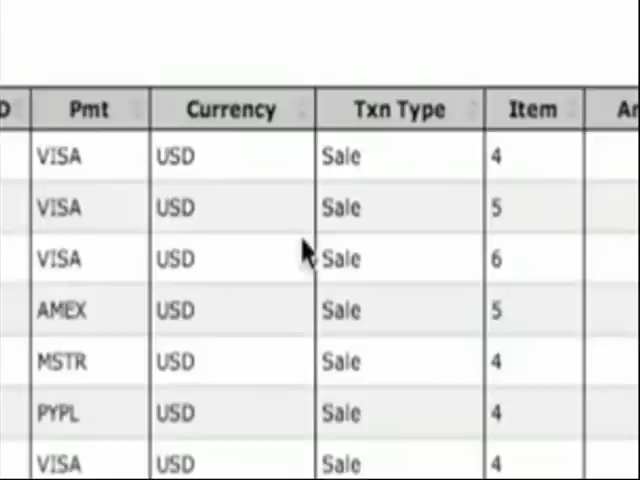 D Pmt Currency Txn Type Item Ar
VISA USD Sale 4
VISA USD Sale 5
VISA USD Sale 6
AMEX USD Sale 5
MSTR USD Sale 4
PYPL USD Sale 4
VISA USD Sale 4